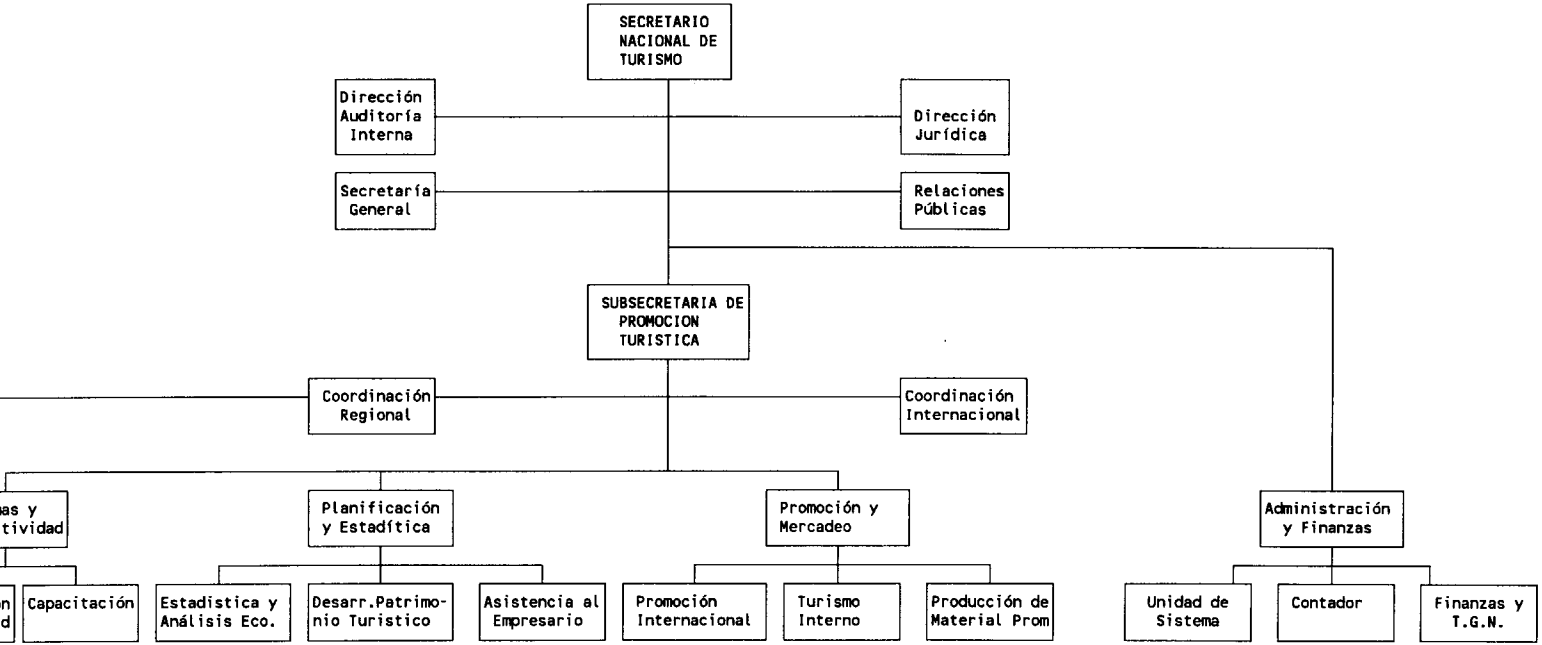 SECRETARIO
NACIONAL DE
TURISMO
Dirección
Auditoría
Interna
Dirección
Jurídica
Secretaría
General
Relaciones
Públicas
SUBSECRETARIA DE
PROMOCION
TURISTICA
Coordinación
Regional
Coordinación
Internacional
y
tividad
Planificación
y Estadítica
Promoción y
Mercadeo
Administración
y Finanzas
Capacitación
Estadistica y
Análisis Eco.
Desarr.Patrimo-
nio Turistico
Asistencia al
Empresario
Promoción
Internacional
Turismo
Interno
Producción de
Material Prom
Unidad de
Sistema
Contador
Finanzas y
T.G.N.